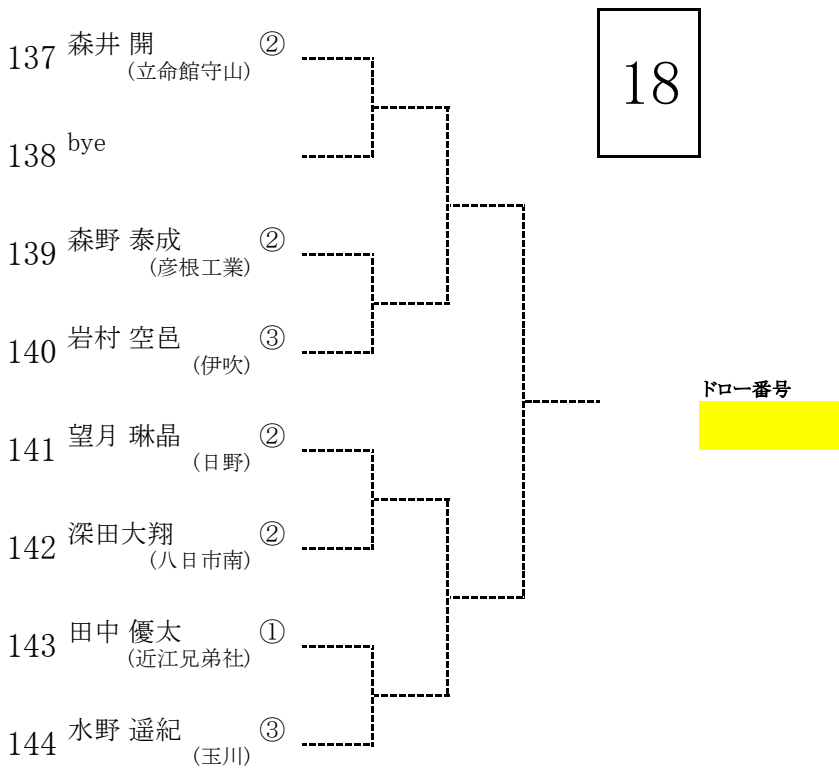 137 森井 開 ②
(立命館守山)
18
138 bye
139 森野 泰成 ②
(彦根工業)
140 岩村 空邑 ③
(伊吹)
ドロー番号
141 望月 琳晶 ②
(日野)
142 深田大翔 ②
(八日市南)
143 田中 優太 ①
(近江兄弟社)
144 水野 遥紀 ③
(玉川)